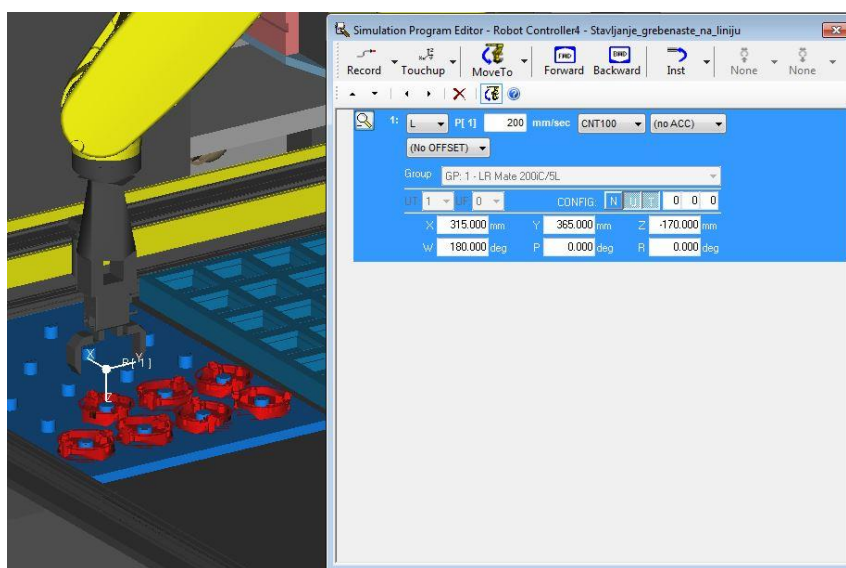 Simulation Program Editor - Robot Controller4 - Stavljanje_grebenaste_na_liniju
FWD BWD
Record Touchup MoveTo Forward Backward Inst None None
1: L P[ 1] 200 mm/sec CNT100 (no ACC)
(No OFFSET)
Group GP: 1 - LR Mate 200iC/5L
UT 1 UF 0 CONFIG: N U T 0 0 0
X 315.000 mm Y 365.000 mm Z -170.000 mm
W 180.000 deg P 0.000 deg R 0.000 deg
X P[ 1] Y
Z